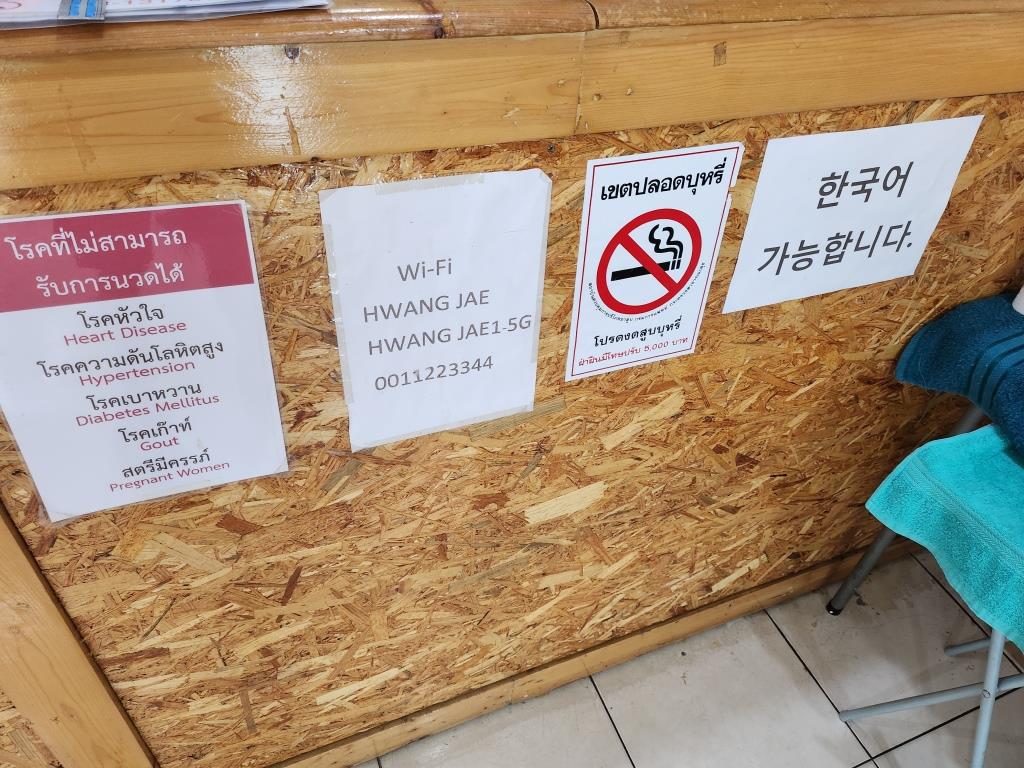 โรคที่ไม่สามารถ
รับการนวดได้
โรคหัวใจ
Heart Disease
โรคความดันโลหิตสูง
Hypertension
โรคเบาหวาน
Diabetes Mellitus
โรคเก๊าท์
Gout
สตรีมีครรภ์
Pregnant Women
Wi-Fi
HWANG JAE
HWANG JAE1-5G
0011223344
เขตปลอดบุหรี่
โปรดงดสูบบุหรี่
ฝ่าฝืนมีโทษปรับ 5,000 บาท
한국어
가능합니다.